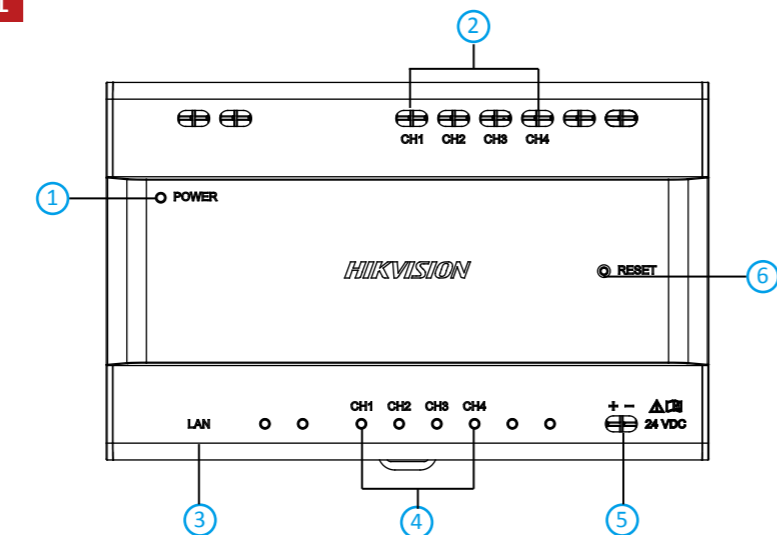 1
2
CH1 CH2 CH3 CH4
1 POWER
HIKVISION
RESET 6
CH1 CH2 CH3 CH4 + -
LAN 24 VDC
3 4 5